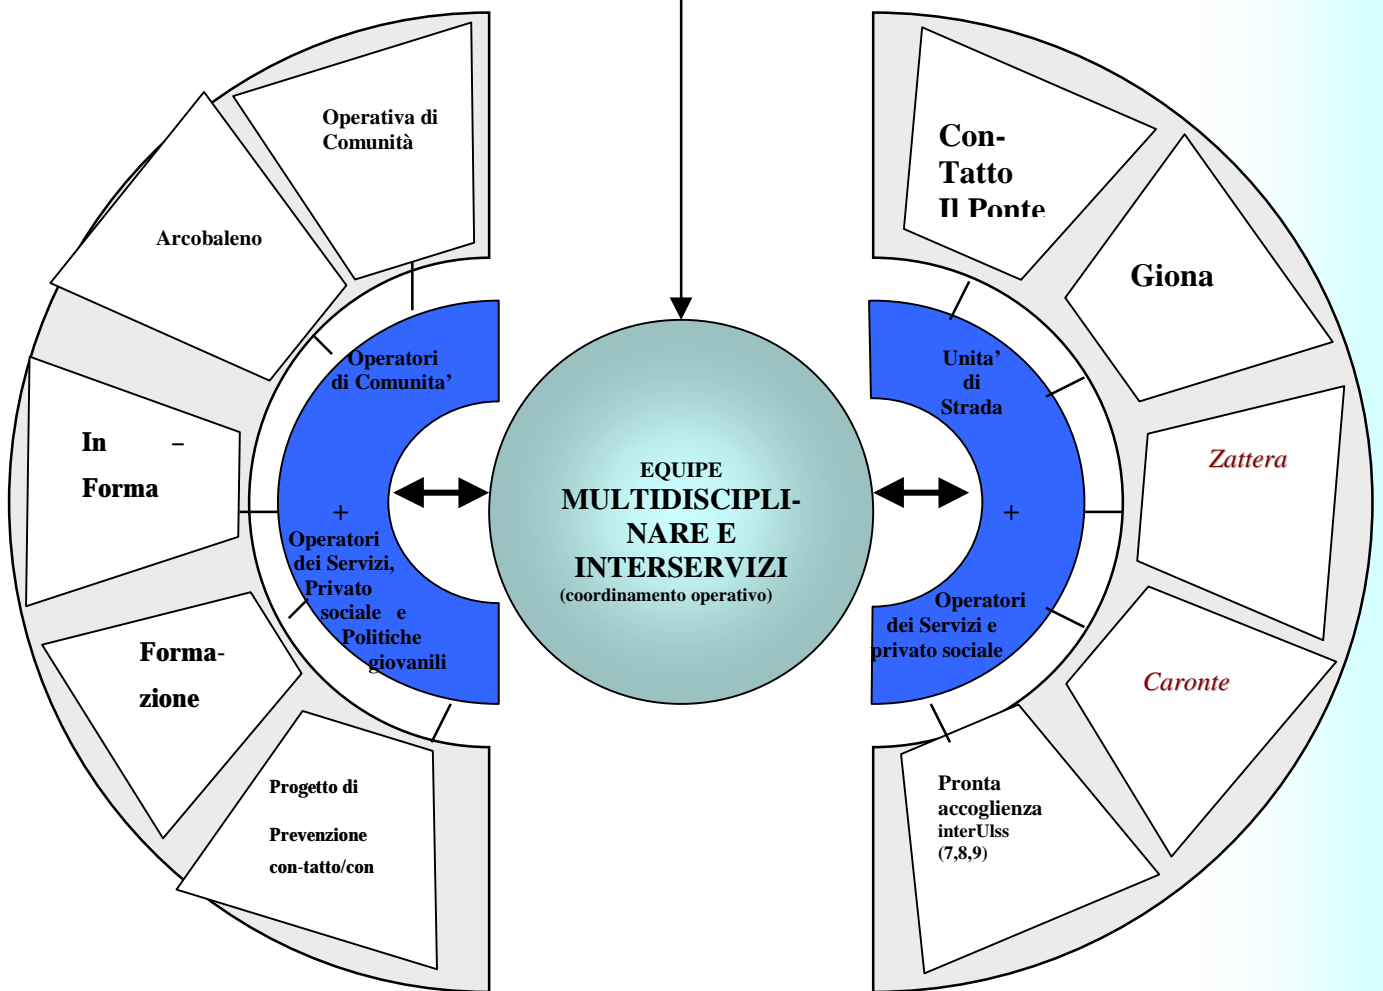 Operativa di
Comunità
Arcobaleno
In –
Forma
Forma-
zione
Progetto di
Prevenzione
con-tatto/con
Operatori
di Comunita’
+
Operatori
dei Servizi,
Privato
sociale e
Politiche
giovanili
EQUIPE
MULTIDISCIPLI-
NARE E
INTERSERVIZI
(coordinamento operativo)
Unita’
di
Strada
+
Operatori
dei Servizi e
privato sociale
Con-
Tatto
Il Ponte
Giona
Zattera
Caronte
Pronta
accoglienza
interUlss
(7,8,9)